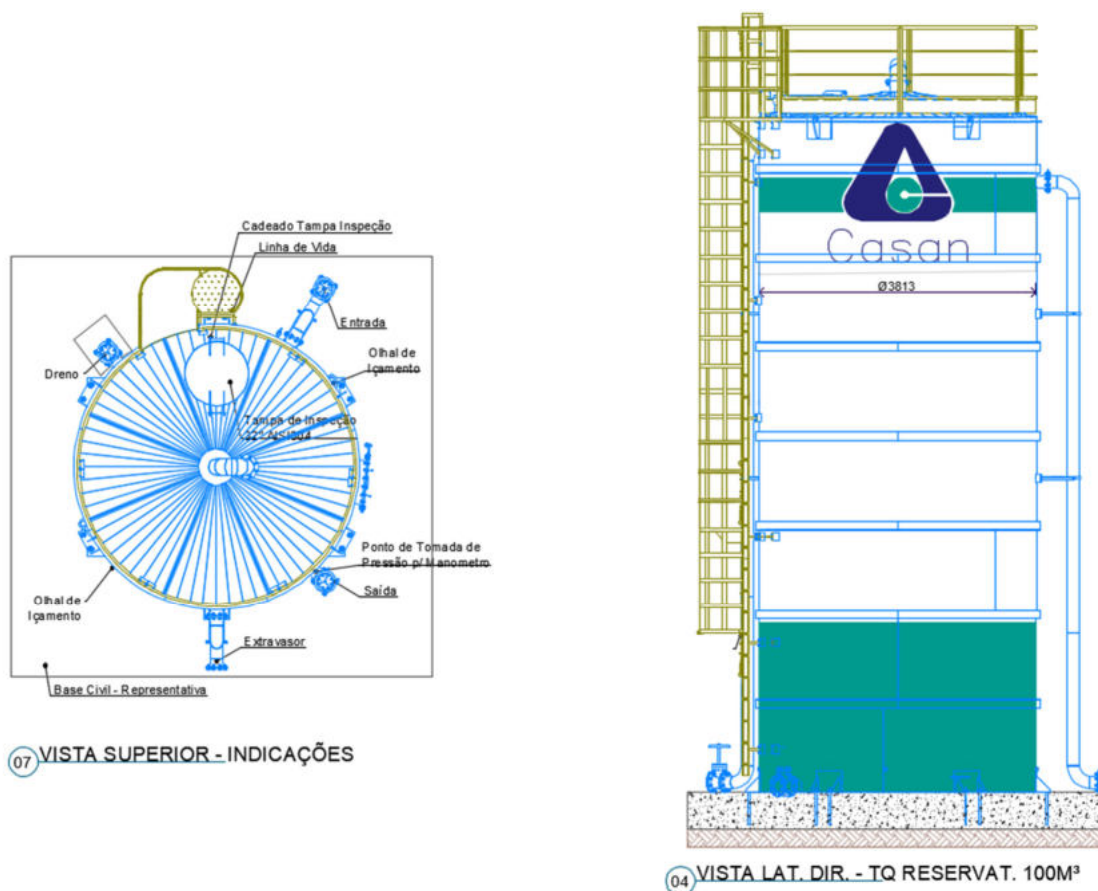 Cadeado Tampa Inspeção
Linha de Vida
Entrada
Olhal de
Içamento
Dreno
Tampa de Inspeção
22" AISI304
Ponto de Tomada de
Pressão p/ Manometro
Saída
Olhal de
Içamento
Extravasor
Base Civil - Representativa
07 VISTA SUPERIOR - INDICAÇÕES
Casan
Ø3813
04 VISTA LAT. DIR. - TQ RESERVAT. 100M³